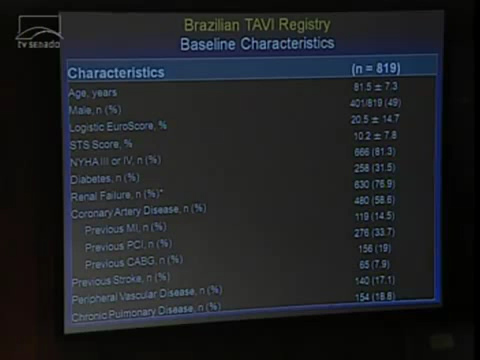 tv senado
Brazilian TAVI Registry
Baseline Characteristics
Characteristics (n = 819)
Age, years 81.5 ± 7.3
Male, n (%) 401/819 (49)
Logistic EuroScore, % 20.5 ± 14.7
STS Score, % 10.2 ± 7.8
NYHA III or IV, n (%) 666 (81.3)
Diabetes, n (%) 258 (31.5)
Renal Failure, n (%)* 630 (76.9)
Coronary Artery Disease, n (%) 480 (58.6)
Previous MI, n (%) 119 (14.5)
Previous PCI, n (%) 276 (33.7)
Previous CABG, n (%) 156 (19)
Previous Stroke, n (%) 65 (7.9)
Peripheral Vascular Disease, n (%) 140 (17.1)
Chronic Pulmonary Disease, n (%) 154 (18.8)